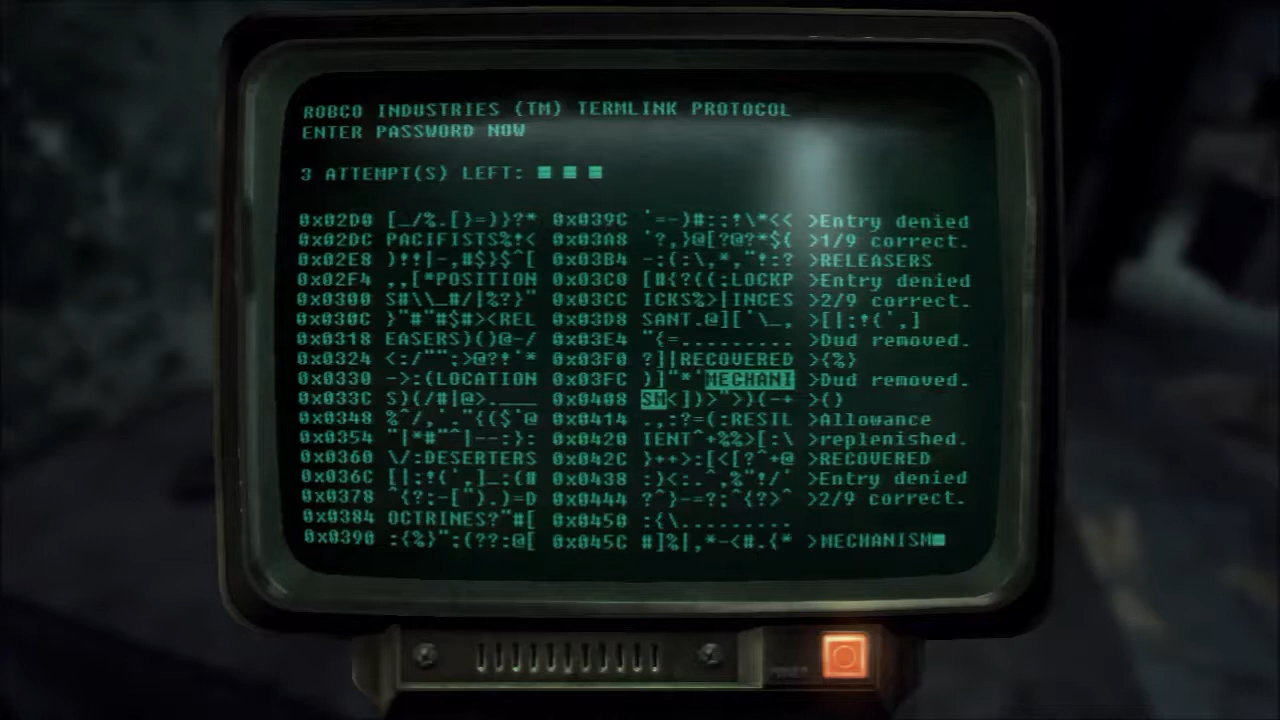 ROBCO INDUSTRIES (TM) TERMLINK PROTOCOL
ENTER PASSWORD NOW
3 ATTEMPT(S) LEFT: ■ ■ ■
0x02D0 [_/%.[}=)}?* 0x039C '=-)#::!\*<< >Entry denied
0x02DC PACIFISTS%!< 0x03A8 '?,}@[?@?*$( >1/9 correct.
0x02E8 )!!|-,#$}$^[ 0x03B4 -:(:\,*,"!:? >RELEASERS
0x02F4 ,,[*POSITION 0x03C0 [#{?((:LOCKP >Entry denied
0x0300 S#\\_#/|%?}" 0x03CC ICKS%>|INCES >2/9 correct.
0x030C }"#"#$#><REL 0x03D8 SANT.@]['\_, >[|:!(',]
0x0318 EASERS)()@-/ 0x03E4 "{=......... >Dud removed.
0x0324 <:/"":>@?!'* 0x03F0 ?]|RECOVERED >{%}
0x0330 ->:(LOCATION 0x03FC )]"*'MECHANI >Dud removed.
0x033C S)(/#|@>.___ 0x0408 SM<])>">)(-+ >()
0x0348 %^/,'."{($'@ 0x0414 .,:?=(:RESIL >Allowance
0x0354 "|*#"^|--:}: 0x0420 IENT^+%%>[:\ >replenished.
0x0360 \/:DESERTERS 0x042C }++>:[<[?^+@ >RECOVERED
0x036C [|:!(',]_:(# 0x0438 :}<:.^,%"!/' >Entry denied
0x0378 ^{?:-[").)=D 0x0444 ?^}-=?:^{?>^ >2/9 correct.
0x0384 OCTRINES?"#[ 0x0450 :{\.........
0x0390 :{%}":(??:@[ 0x045C #]%|,*-<#.{* >MECHANISM■
POWER